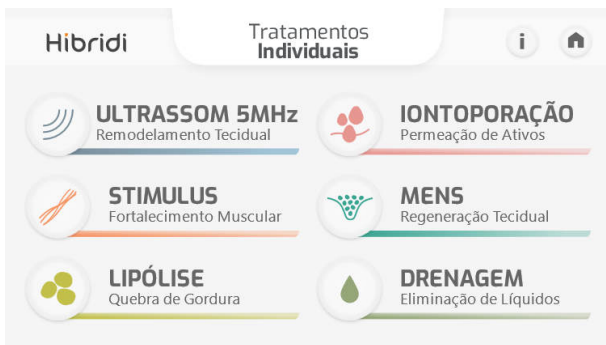 Hibridi
Tratamentos
Individuais
i
ULTRASSOM 5MHz
Remodelamento Tecidual
IONTOPORAÇÃO
Permeação de Ativos
STIMULUS
Fortalecimento Muscular
MENS
Regeneração Tecidual
LIPÓLISE
Quebra de Gordura
DRENAGEM
Eliminação de Líquidos